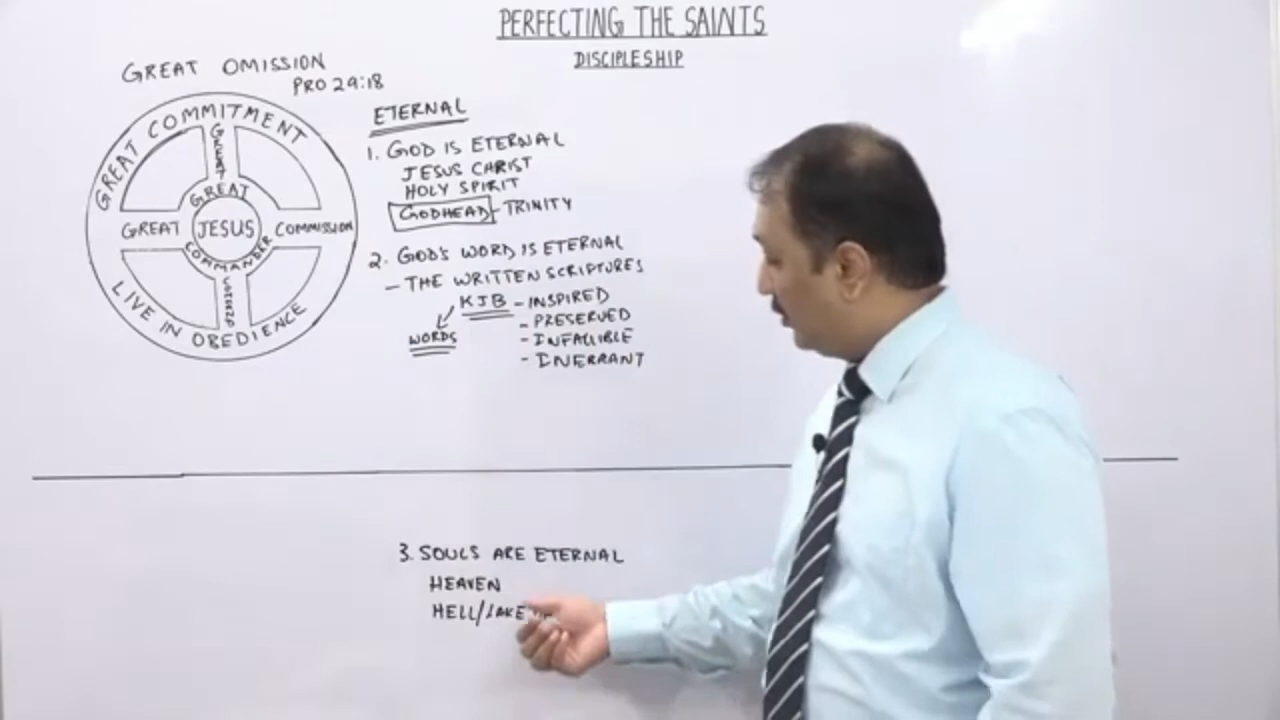 PERFECTING THE SAINTS
DISCIPLESHIP
GREAT OMISSION
PRO 29:18
GREAT COMMITMENT
GREAT
GREAT
GREAT
JESUS
COMMISSION
COMMANDER
LIVE IN OBEDIENCE
ETERNAL
1. GOD IS ETERNAL
JESUS CHRIST
HOLY SPIRIT
GODHEAD - TRINITY
2. GOD'S WORD IS ETERNAL
- THE WRITTEN SCRIPTURES
KJB - INSPIRED
- PRESERVED
WORDS
- INFALLIBLE
- INERRANT
3. SOULS ARE ETERNAL
HEAVEN
HELL/LAKE